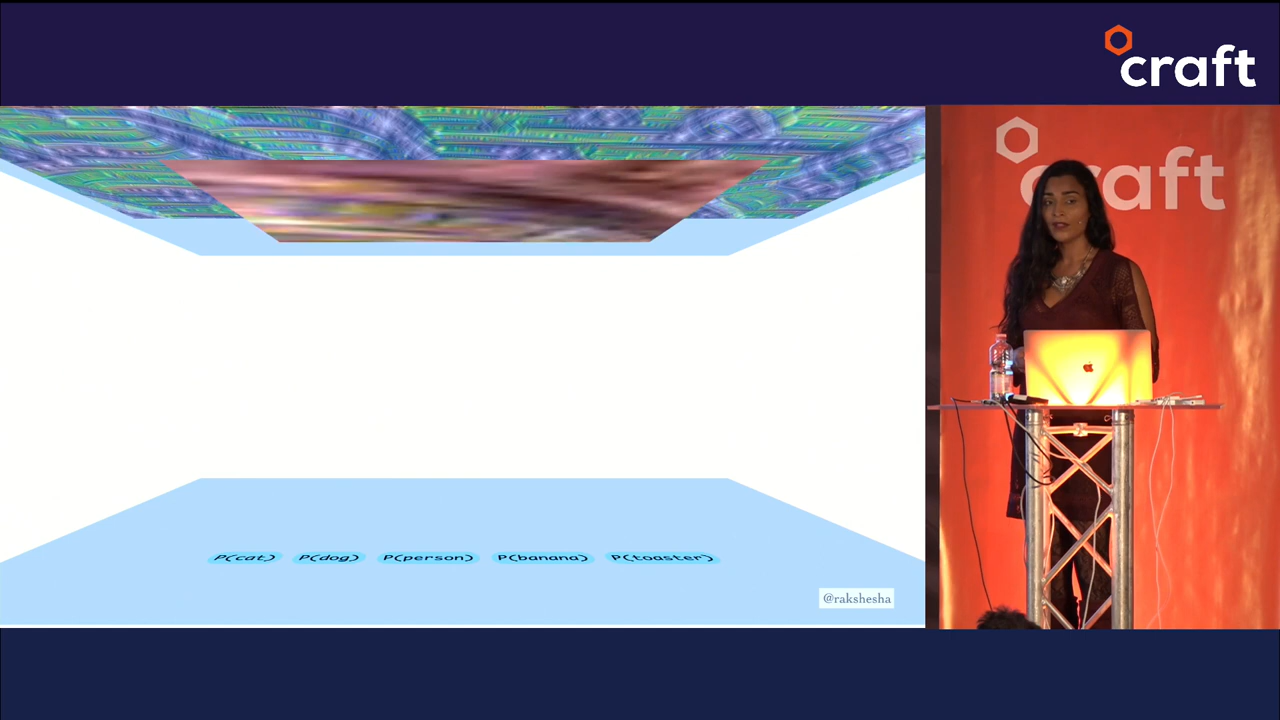 craft
craft
P(cat) P(dog) P(person) P(banana) P(toaster)
@rakshesha